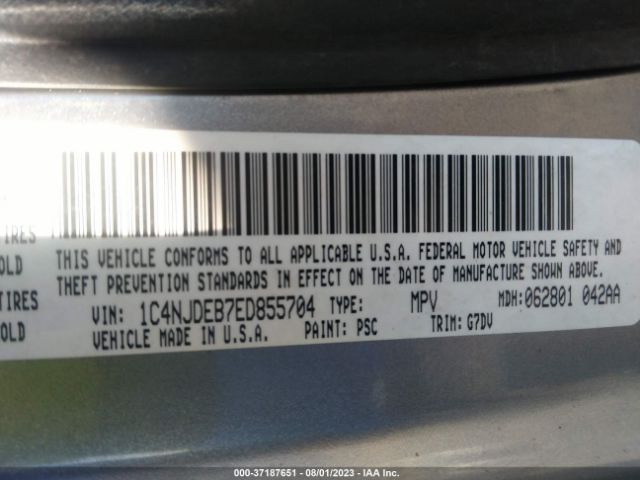 TIRES
OLD
TIRES
OLD
THIS VEHICLE CONFORMS TO ALL APPLICABLE U.S.A. FEDERAL MOTOR VEHICLE SAFETY AND
THEFT PREVENTION STANDARDS IN EFFECT ON THE DATE OF MANUFACTURE SHOWN ABOVE.
VIN: 1C4NJDEB7ED855704 TYPE: MPV MDH:062801 042AA
VEHICLE MADE IN U.S.A. PAINT: PSC TRIM: G7DV
000-37187651 - 08/01/2023 - IAA Inc.